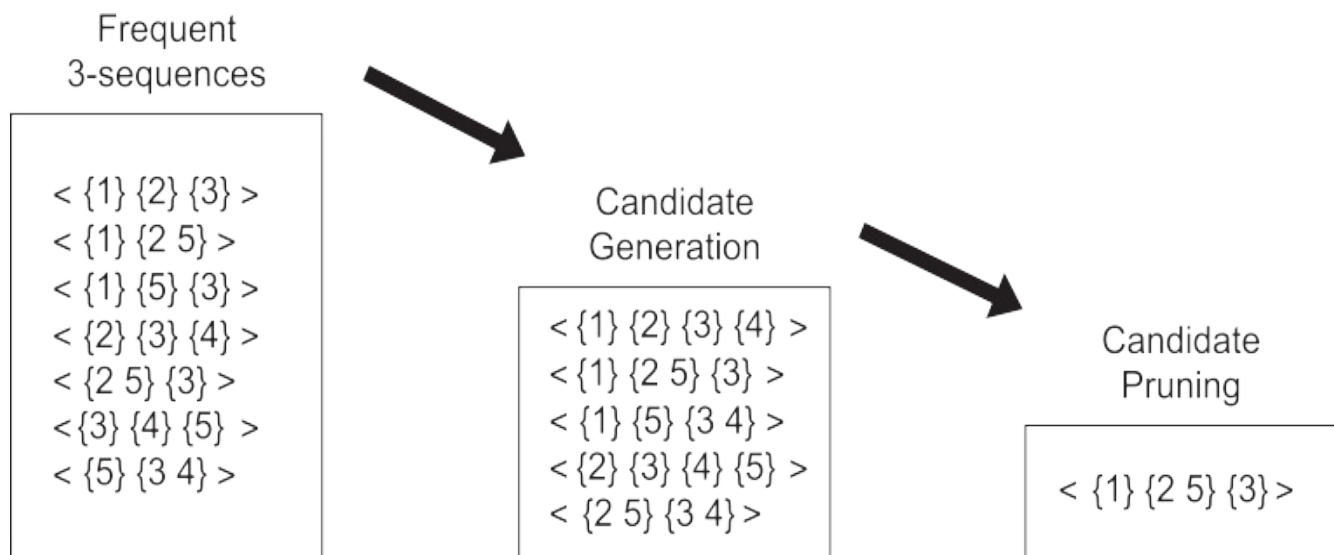 Frequent
3-sequences
< {1} {2} {3} >
< {1} {2 5} >
< {1} {5} {3} >
< {2} {3} {4} >
< {2 5} {3} >
<{3} {4} {5} >
< {5} {3 4} >
Candidate
Generation
< {1} {2} {3} {4} >
< {1} {2 5} {3} >
< {1} {5} {3 4} >
< {2} {3} {4} {5} >
< {2 5} {3 4} >
Candidate
Pruning
< {1} {2 5} {3} >